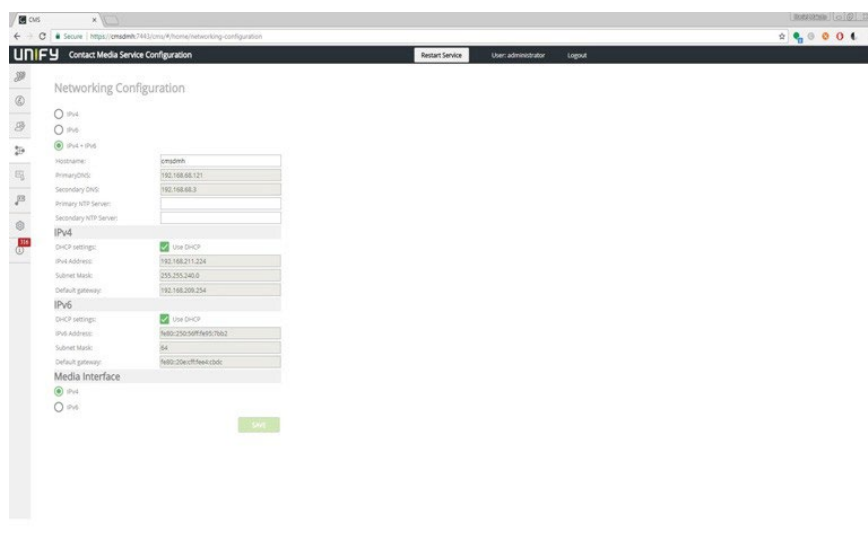 CMS
Secure https://cmsdmh:7443/cms/#/home/networking-configuration
UNIFY Contact Media Service Configuration Restart Service User: administrator Logout
Networking Configuration
IPv4
IPv6
IPv4 + IPv6
Hostname: cmsdmh
PrimaryDNS: 192.168.68.121
Secondary DNS: 192.168.68.3
Primary NTP Server:
Secondary NTP Server:
IPv4
116
DHCP settings: Use DHCP
IPv4 Address: 192.168.211.224
Subnet Mask: 255.255.240.0
Default gateway: 192.168.209.254
IPv6
DHCP settings: Use DHCP
IPv6 Address:
Subnet Mask: 64
Default gateway:
Media Interface
IPv4
IPv6
SAVE